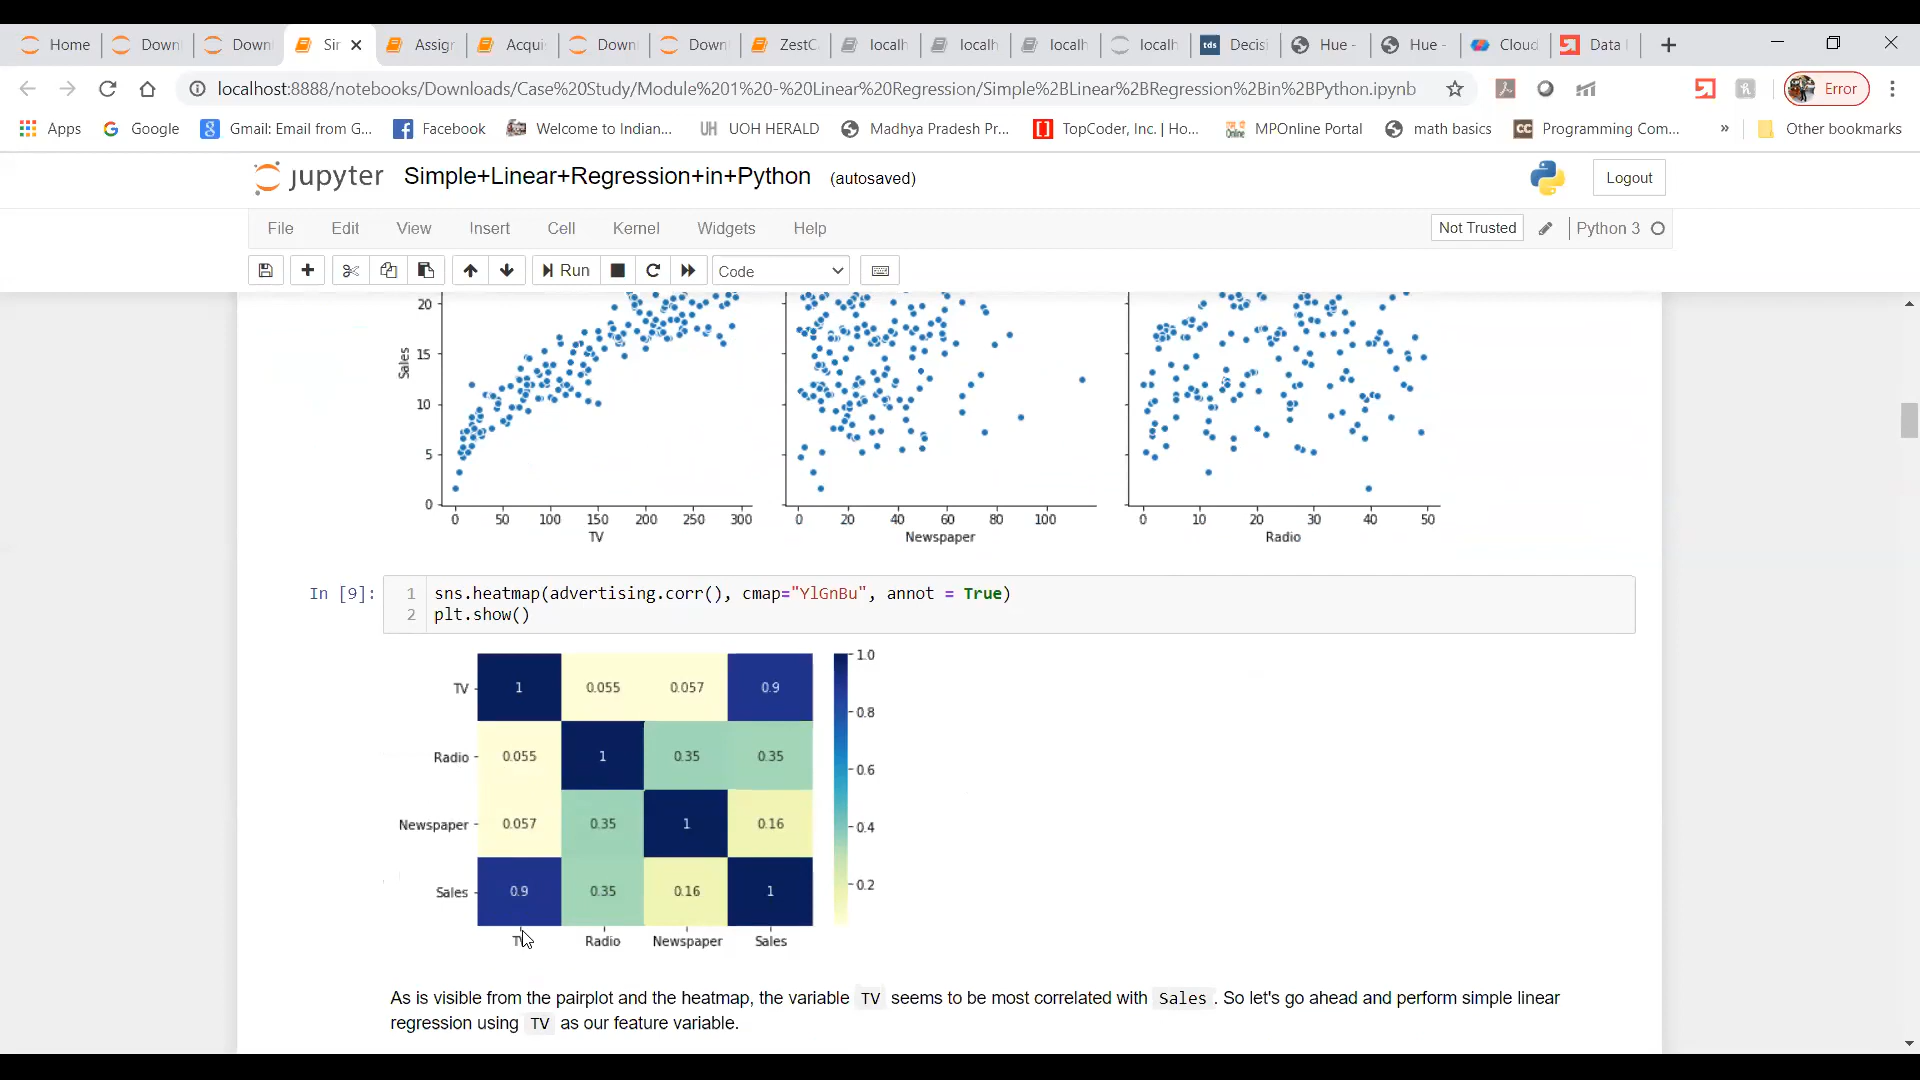 Home Downl Downl Sir Assign Acqui Downl Downl ZestC localh localh localh localh tds Decisi Hue - Hue - Cloud Data
localhost:8888/notebooks/Downloads/Case%20Study/Module%201%20-%20Linear%20Regression/Simple%2BLinear%2BRegression%2Bin%2BPython.ipynb Error
Apps Google Gmail: Email from G... Facebook Welcome to Indian... UH UOH HERALD Madhya Pradesh Pr... TopCoder, Inc. | Ho... MPOnline Portal math basics CC Programming Com... » Other bookmarks
jupyter Simple+Linear+Regression+in+Python (autosaved) Logout
File Edit View Insert Cell Kernel Widgets Help Not Trusted Python 3
Run Code
20
15
10
5
0
Sales
0 50 100 150 200 250 300
TV
0 20 40 60 80 100
Newspaper
0 10 20 30 40 50
Radio
In [9]:
1 sns.heatmap(advertising.corr(), cmap="YlGnBu", annot = True)
2 plt.show()
TV 1 0.055 0.057 0.9
Radio 0.055 1 0.35 0.35
Newspaper 0.057 0.35 1 0.16
Sales 0.9 0.35 0.16 1
TV Radio Newspaper Sales
1.0
0.8
0.6
0.4
0.2
As is visible from the pairplot and the heatmap, the variable TV seems to be most correlated with Sales . So let's go ahead and perform simple linear
regression using TV as our feature variable.